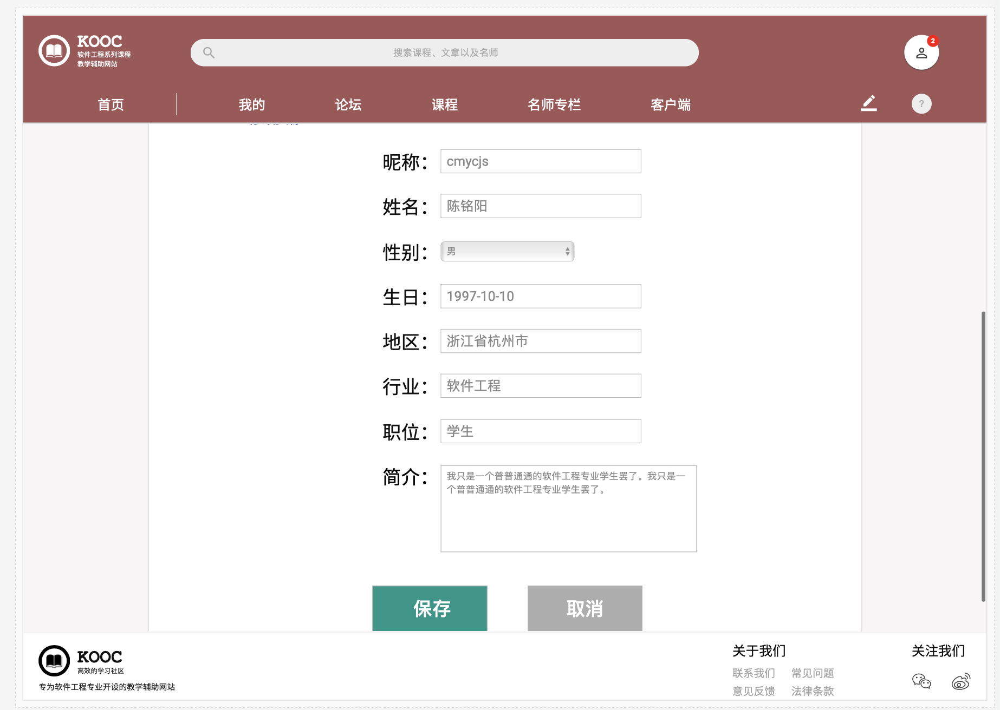 KOOC
软件工程系列课程
教学辅助网站
搜索课程、文章以及名师
2
首页
我的
论坛
课程
名师专栏
客户端
?
昵称：
cmycjs
姓名：
陈铭阳
性别：
男
生日：
1997-10-10
地区：
浙江省杭州市
行业：
软件工程
职位：
学生
简介：
我只是一个普普通通的软件工程专业学生罢了。我只是一
个普普通通的软件工程专业学生罢了。
保存
取消
KOOC
高效的学习社区
专为软件工程专业开设的教学辅助网站
关于我们
联系我们 常见问题
意见反馈 法律条款
关注我们